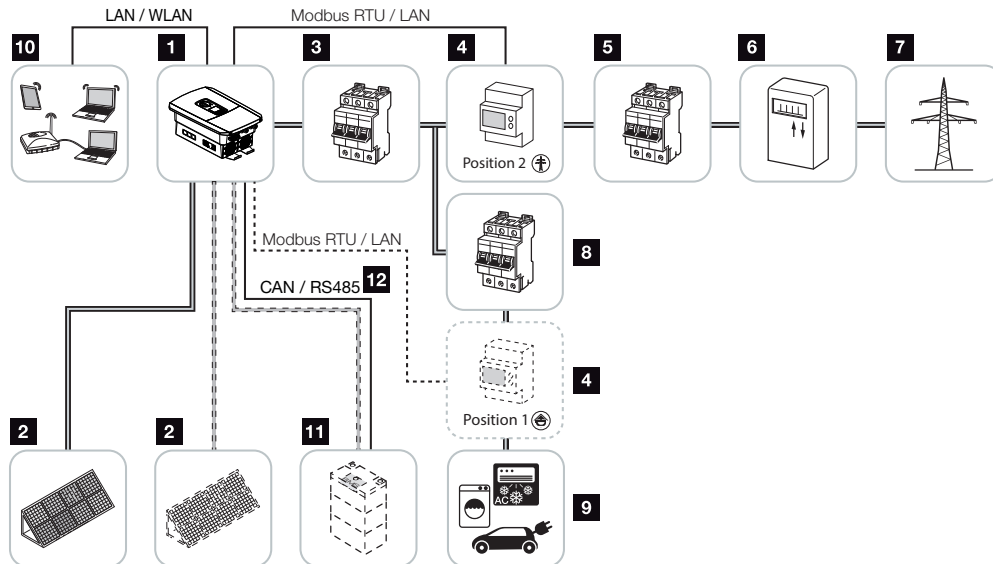 LAN / WLAN
Modbus RTU / LAN
10
1
3
4
5
6
7
Position 2
8
Modbus RTU / LAN
12
CAN / RS485
4
Position 1
2
2
11
9
AC